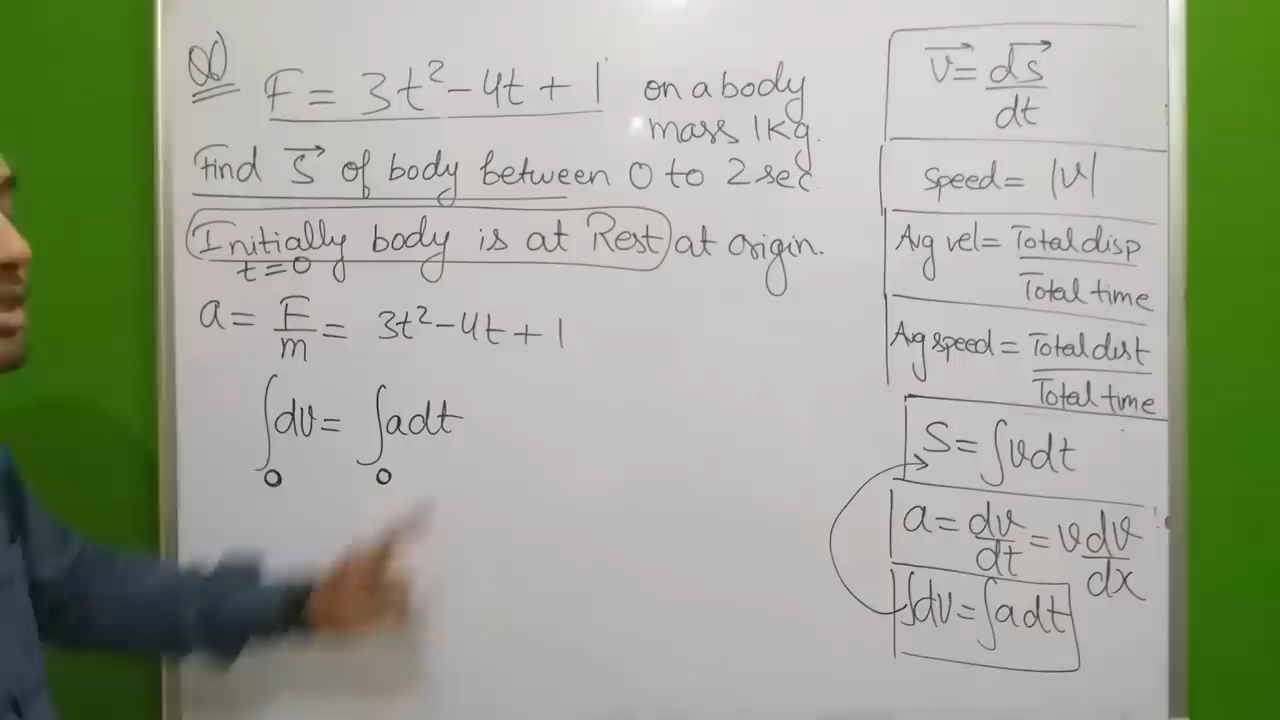 Q)
F = 3t² - 4t + 1 on a body
mass 1Kg.
Find S⃗ of body between 0 to 2 sec
Initially body is at Rest at origin.
t=0
a = F/m = 3t² - 4t + 1
∫₀ dv = ∫₀ adt
v⃗ = ds⃗/dt
Speed = |v|
Avg vel = Total disp / Total time
Avg speed = Total dist / Total time
S = ∫vdt
a = dv/dt = v dv/dx
∫dv = ∫adt